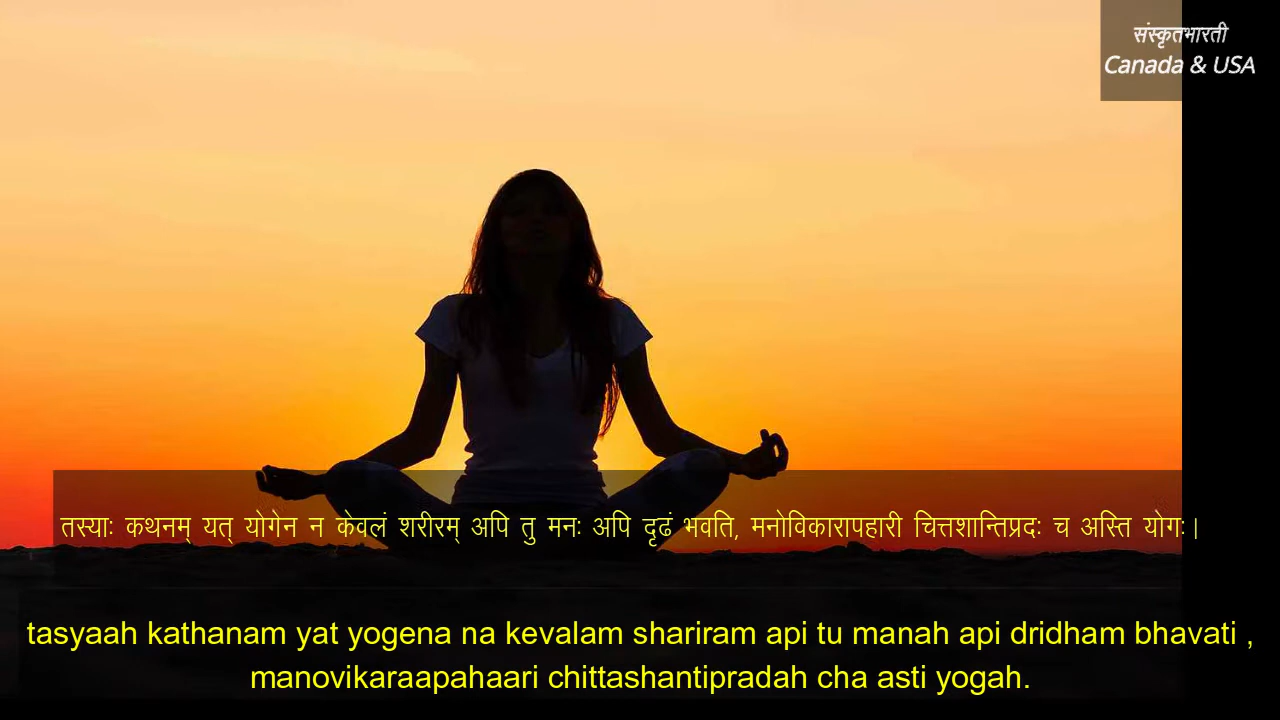 संस्कृतभारती
Canada & USA
तस्याः कथनम् यत् योगेन न केवलं शरीरम् अपि तु मनः अपि दृढं भवति, मनोविकारापहारी चित्तशान्तिप्रदः च अस्ति योगः।
tasyaah kathanam yat yogena na kevalam shariram api tu manah api dridham bhavati ,
manovikaraapahaari chittashantipradah cha asti yogah.